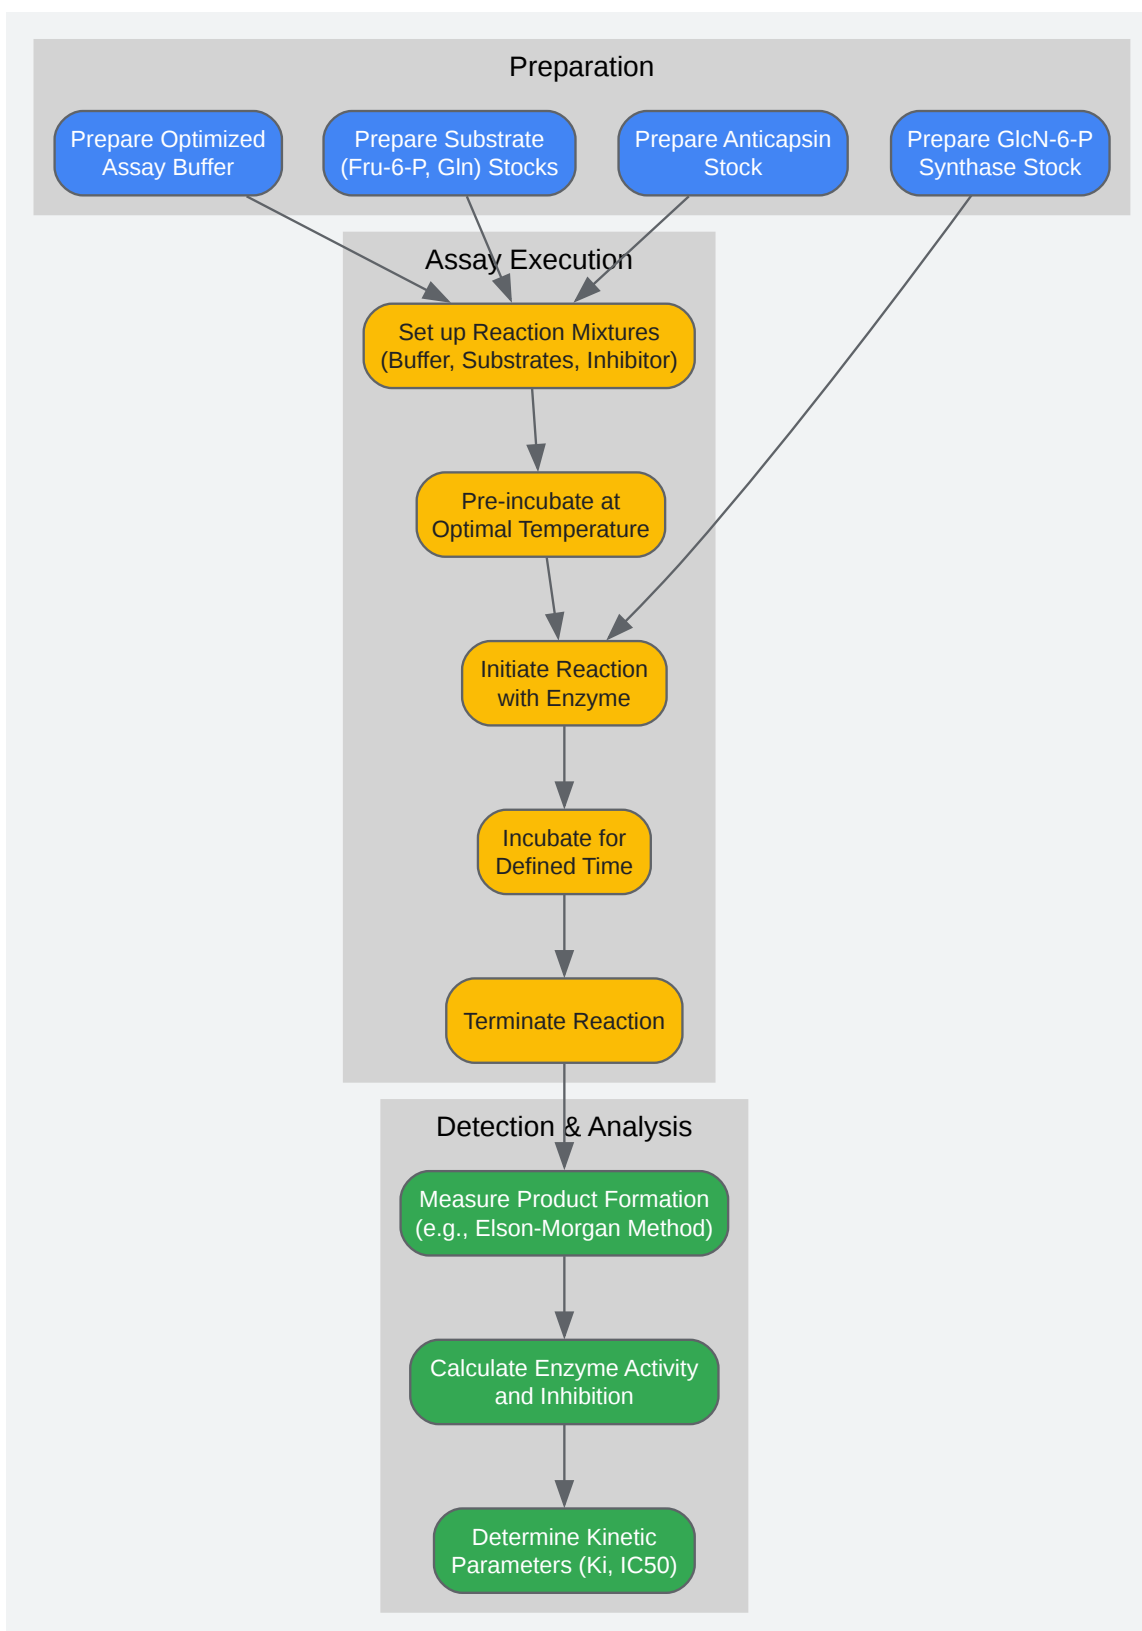 Preparation
Prepare Optimized
Assay Buffer
Prepare Substrate
(Fru-6-P, Gln) Stocks
Prepare Anticapsin
Stock
Prepare GlcN-6-P
Synthase Stock
Assay Execution
Set up Reaction Mixtures
(Buffer, Substrates, Inhibitor)
Pre-incubate at
Optimal Temperature
Initiate Reaction
with Enzyme
Incubate for
Defined Time
Terminate Reaction
Detection & Analysis
Measure Product Formation
(e.g., Elson-Morgan Method)
Calculate Enzyme Activity
and Inhibition
Determine Kinetic
Parameters (Ki, IC50)